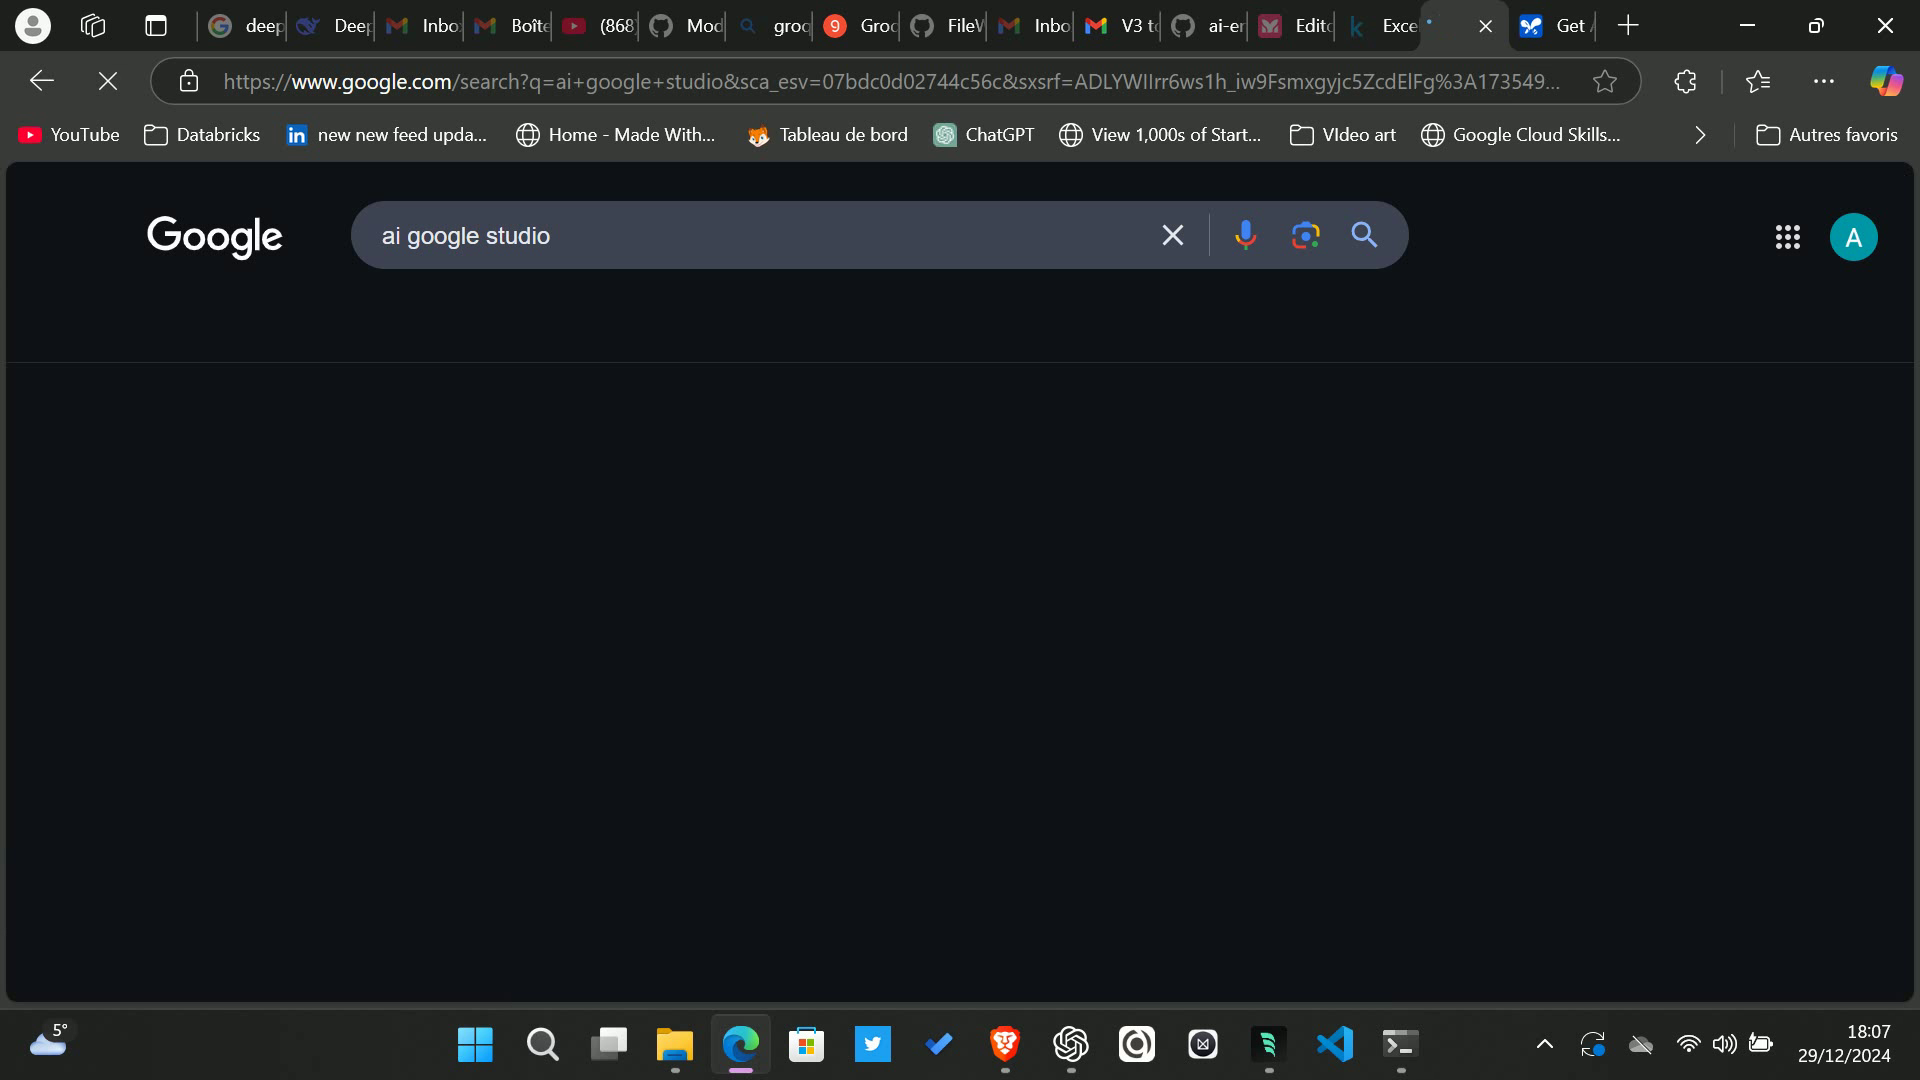 deep
Deep
Inbo
Boîte
(868
Mod
groq
Groc
FileV
Inbo
V3 to
ai-er
Edito
Exce
Get
https://www.google.com/search?q=ai+google+studio&sca_esv=07bdc0d02744c56c&sxsrf=ADLYWIIrr6ws1h_iw9Fsmxgyjc5ZcdElFg%3A173549...
YouTube
Databricks
new new feed upda...
Home - Made With...
Tableau de bord
ChatGPT
View 1,000s of Start...
VIdeo art
Google Cloud Skills...
Autres favoris
Google
ai google studio
A
5°
18:07
29/12/2024